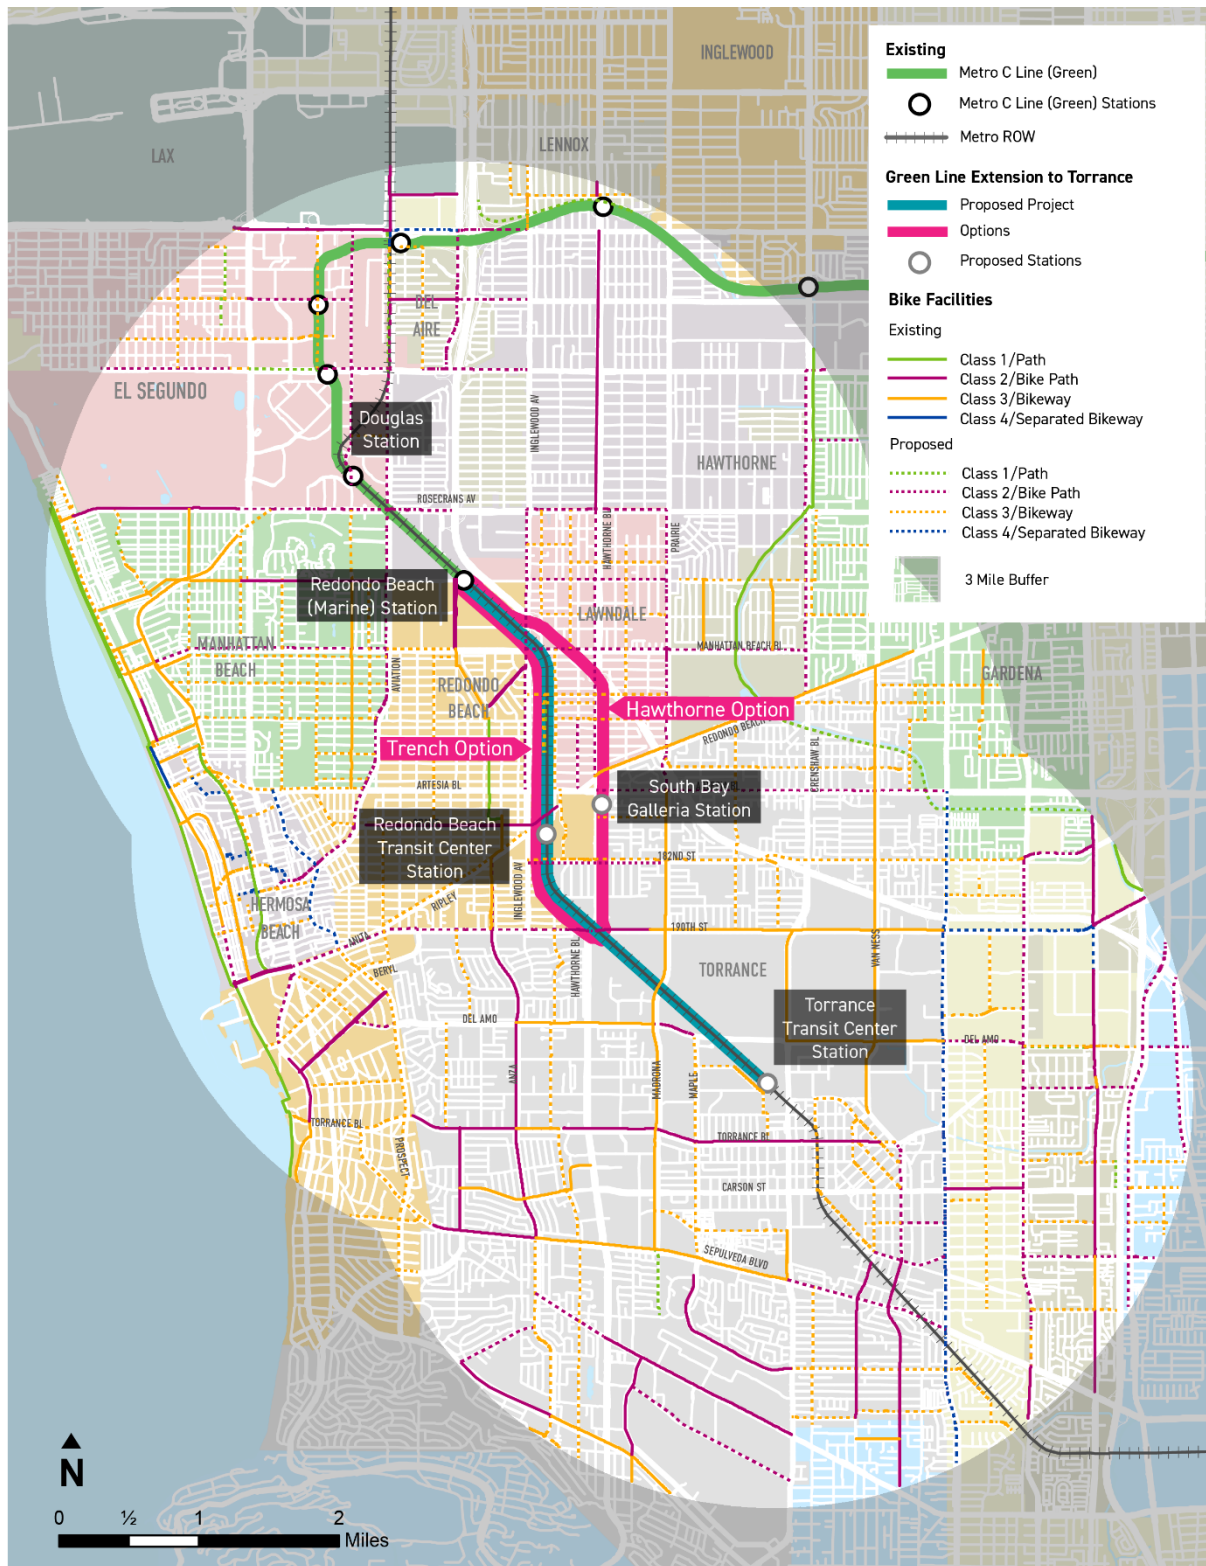 INGLEWOOD
LENNOX
LAX
Existing
Metro C Line (Green)
Metro C Line (Green) Stations
Metro ROW
Green Line Extension to Torrance
Proposed Project
Options
Proposed Stations
Bike Facilities
Existing
Class 1/Path
Class 2/Bike Path
Class 3/Bikeway
Class 4/Separated Bikeway
Proposed
Class 1/Path
Class 2/Bike Path
Class 3/Bikeway
Class 4/Separated Bikeway
3 Mile Buffer
DEL
AIRE
EL SEGUNDO
Douglas
Station
INGLEWOOD AV
HAWTHORNE
ROSECRANS AV
HAWTHORNE BL
PRAIRIE
Redondo Beach
(Marine) Station
LAWNDALE
MANHATTAN
BEACH
MANHATTAN BEACH BL
AVIATION
REDONDO
BEACH
GARDENA
Hawthorne Option
REDONDO BEACH
Trench Option
CRENSHAW BL
ARTESIA BL
South Bay
Galleria Station
Redondo Beach
Transit Center
Station
182ND ST
INGLEWOOD AV
RIPLEY
HERMOSA
BEACH
190TH ST
ANITA
VAN NESS
HAWTHORNE BL
BERYL
TORRANCE
DEL AMO
Torrance
Transit Center
Station
DEL AMO
ANZA
MADRONA
MAPLE
TORRANCE BL
PROSPECT
TORRANCE BL
CARSON ST
SEPULVEDA BLVD
N
0 ½ 1 2
Miles